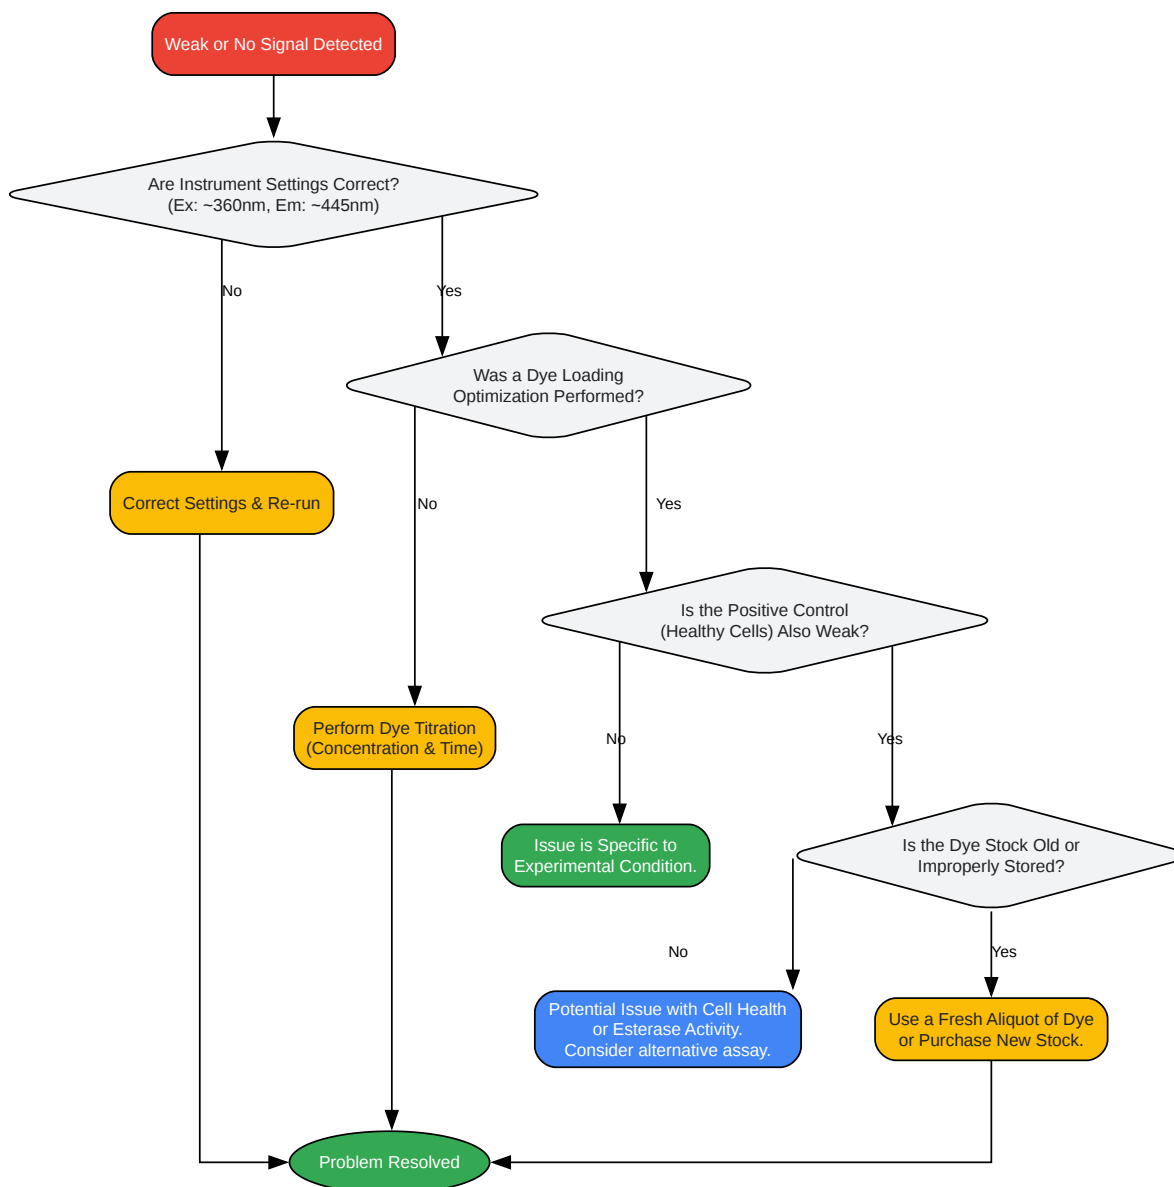 Weak or No Signal Detected
Are Instrument Settings Correct?
(Ex: ~360nm, Em: ~445nm)
No
Yes
Was a Dye Loading
Optimization Performed?
Correct Settings & Re-run
No
Yes
Is the Positive Control
(Healthy Cells) Also Weak?
Perform Dye Titration
(Concentration & Time)
No
Yes
Issue is Specific to
Experimental Condition.
Is the Dye Stock Old or
Improperly Stored?
No
Yes
Potential Issue with Cell Health
or Esterase Activity.
Consider alternative assay.
Use a Fresh Aliquot of Dye
or Purchase New Stock.
Problem Resolved